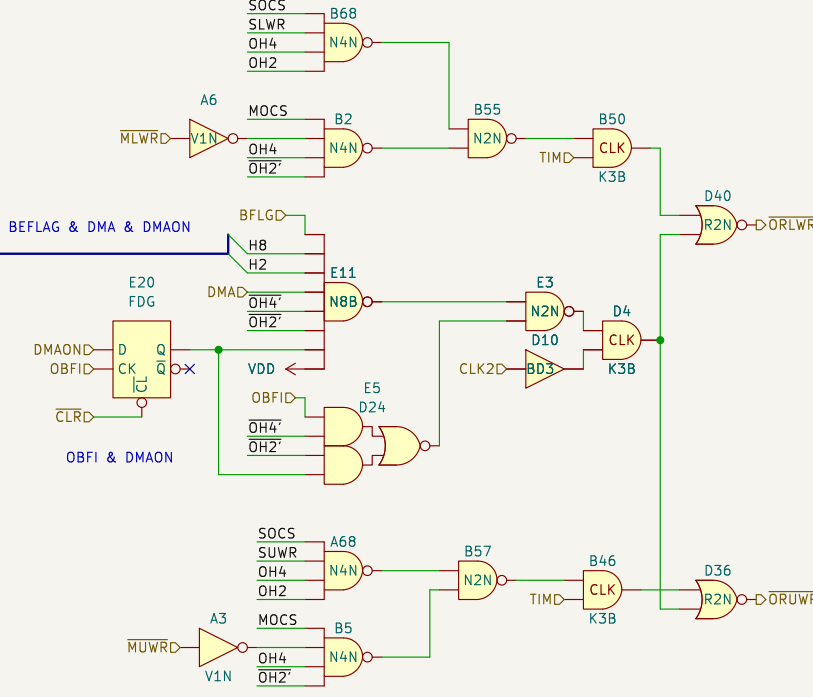 SOCS
B68
SLWR
N4N
OH4
OH2
A6
MOCS
B2
B55
B50
MLWR
V1N
N4N
N2N
CLK
OH4
TIM
OH2'
K3B
D40
BFLG
R2N
ORLWR
BEFLAG & DMA & DMAON
H8
H2
E11
E20
FDG
DMA
E3
OH4'
N8B
N2N
D4
OH2'
D10
CLK
DMAON
D
Q
OBFI
CK
Q
CL
VDD
CLK2
BD3
K3B
E5
OBFI
D24
CLR
OH4'
OH2'
OBFI & DMAON
SOCS
A68
SUWR
B57
N4N
B46
OH4
N2N
D36
OH2
CLK
TIM
R2N
ORUWR
A3
MOCS
B5
K3B
MUWR
OH4
N4N
V1N
OH2'